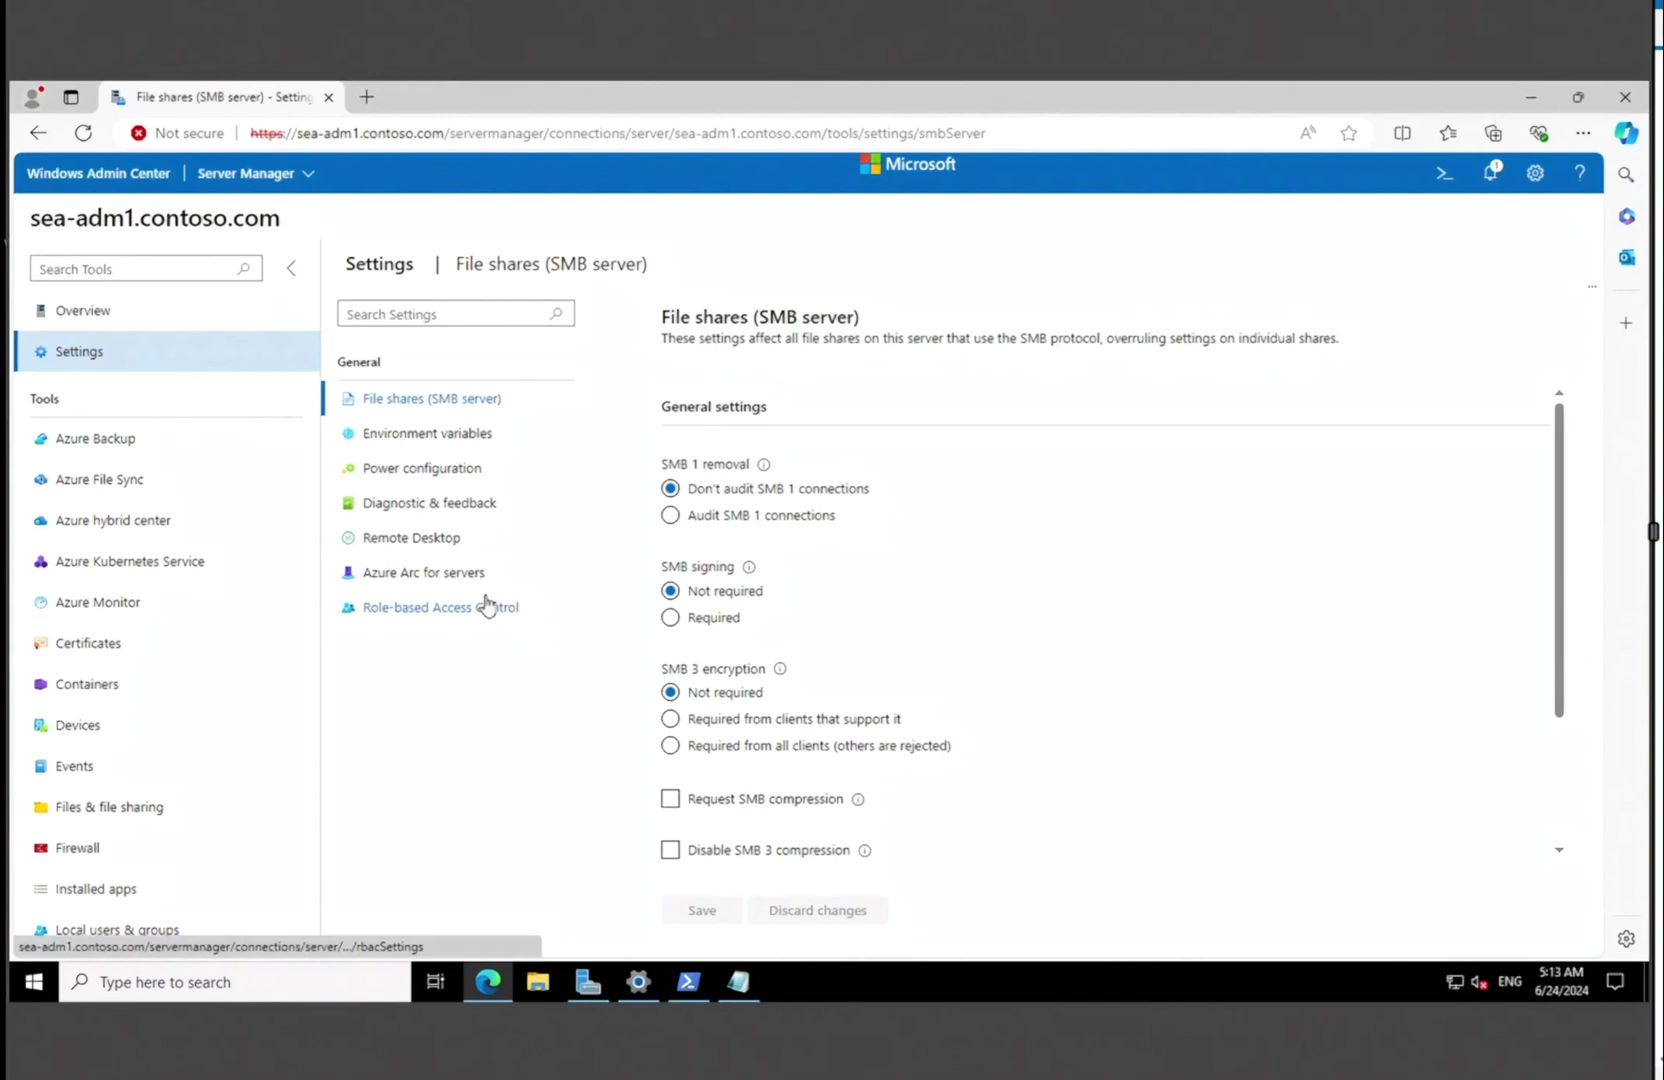 File shares (SMB server) - Setting
Not secure
https://sea-adm1.contoso.com/servermanager/connections/server/sea-adm1.contoso.com/tools/settings/smbServer
Windows Admin Center
Server Manager
Microsoft
>_
1
?
sea-adm1.contoso.com
Search Tools
Overview
Settings
Tools
Azure Backup
Azure File Sync
Azure hybrid center
Azure Kubernetes Service
Azure Monitor
Certificates
Containers
Devices
Events
Files & file sharing
Firewall
Installed apps
Local users & groups
Settings | File shares (SMB server)
Search Settings
General
File shares (SMB server)
Environment variables
Power configuration
Diagnostic & feedback
Remote Desktop
Azure Arc for servers
Role-based Access Control
File shares (SMB server)
These settings affect all file shares on this server that use the SMB protocol, overruling settings on individual shares.
General settings
SMB 1 removal
Don't audit SMB 1 connections
Audit SMB 1 connections
SMB signing
Not required
Required
SMB 3 encryption
Not required
Required from clients that support it
Required from all clients (others are rejected)
Request SMB compression
Disable SMB 3 compression
Save
Discard changes
sea-adm1.contoso.com/servermanager/connections/server/.../rbacSettings
Type here to search
ENG
5:13 AM
6/24/2024